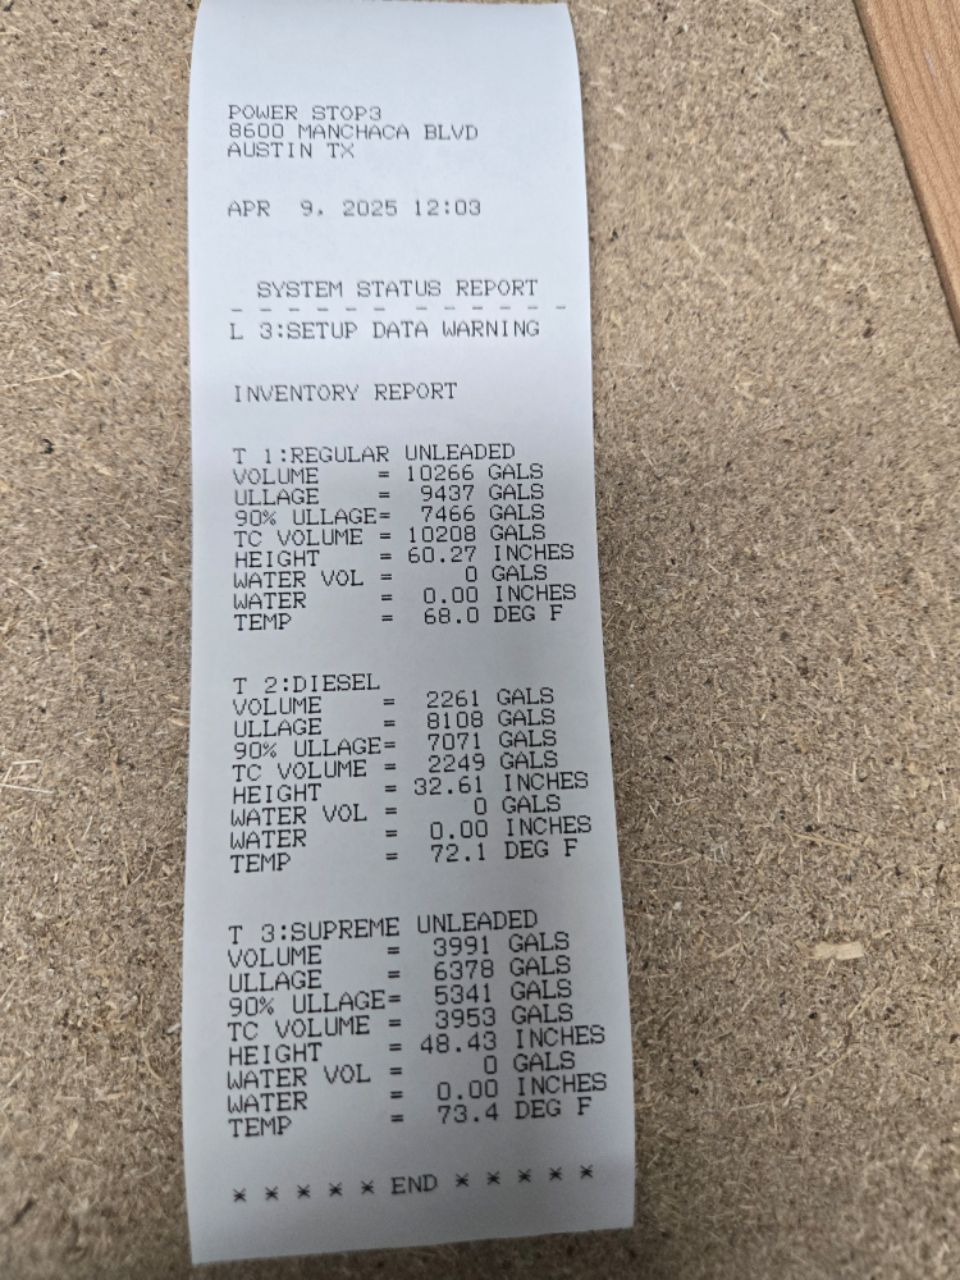 POWER STOP3
8600 MANCHACA BLVD
AUSTIN TX
APR  9, 2025 12:03
SYSTEM STATUS REPORT
- - - - - - - - - - - -
L 3:SETUP DATA WARNING
INVENTORY REPORT
T 1:REGULAR UNLEADED
VOLUME    = 10266 GALS
ULLAGE    =  9437 GALS
90% ULLAGE=  7466 GALS
TC VOLUME = 10208 GALS
HEIGHT    = 60.27 INCHES
WATER VOL =     0 GALS
WATER     =  0.00 INCHES
TEMP      =  68.0 DEG F
T 2:DIESEL
VOLUME    =  2261 GALS
ULLAGE    =  8108 GALS
90% ULLAGE=  7071 GALS
TC VOLUME =  2249 GALS
HEIGHT    = 32.61 INCHES
WATER VOL =     0 GALS
WATER     =  0.00 INCHES
TEMP      =  72.1 DEG F
T 3:SUPREME UNLEADED
VOLUME    =  3991 GALS
ULLAGE    =  6378 GALS
90% ULLAGE=  5341 GALS
TC VOLUME =  3953 GALS
HEIGHT    = 48.43 INCHES
WATER VOL =     0 GALS
WATER     =  0.00 INCHES
TEMP      =  73.4 DEG F
* * * * * END * * * * *